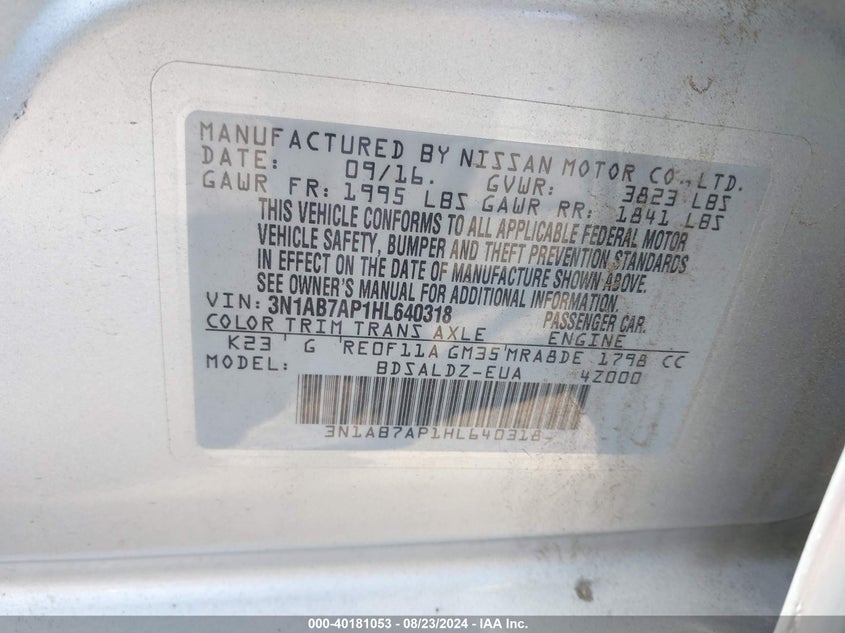 MANUFACTURED BY NISSAN MOTOR CO.,LTD.
DATE: 09/16. GVWR: 3823 LBS
GAWR FR: 1995 LBS GAWR RR: 1841 LBS
THIS VEHICLE CONFORMS TO ALL APPLICABLE FEDERAL MOTOR
VEHICLE SAFETY, BUMPER AND THEFT PREVENTION STANDARDS
IN EFFECT ON THE DATE OF MANUFACTURE SHOWN ABOVE.
SEE OWNER'S MANUAL FOR ADDITIONAL INFORMATION.
VIN: 3N1AB7AP1HL640318 PASSENGER CAR.
COLOR TRIM TRANS AXLE ENGINE
K23 ' G 'RE0F11A GM35'MRA8DE 1798 CC
MODEL: BDSALDZ-EUA 4Z000
3N1AB7AP1HL640318-
000-40181053 - 08/23/2024 - IAA Inc.